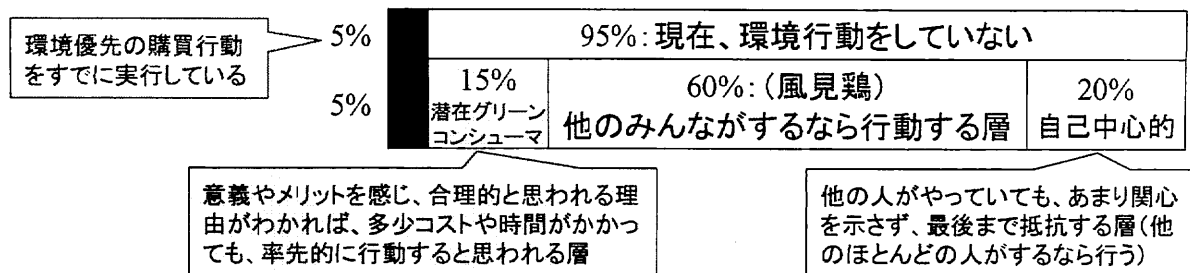 環境優先の購買行動
をすでに実行している
5%
95%:現在、環境行動をしていない
5%
15%
潜在グリーン
コンシューマ
60%:(風見鶏)
他のみんながするなら行動する層
20%
自己中心的
意義やメリットを感じ、合理的と思われる理
由がわかれば、多少コストや時間がかかって
も、率先的に行動すると思われる層
他の人がやっていても、あまり関心
を示さず、最後まで抵抗する層(他
のほとんどの人がするなら行う)